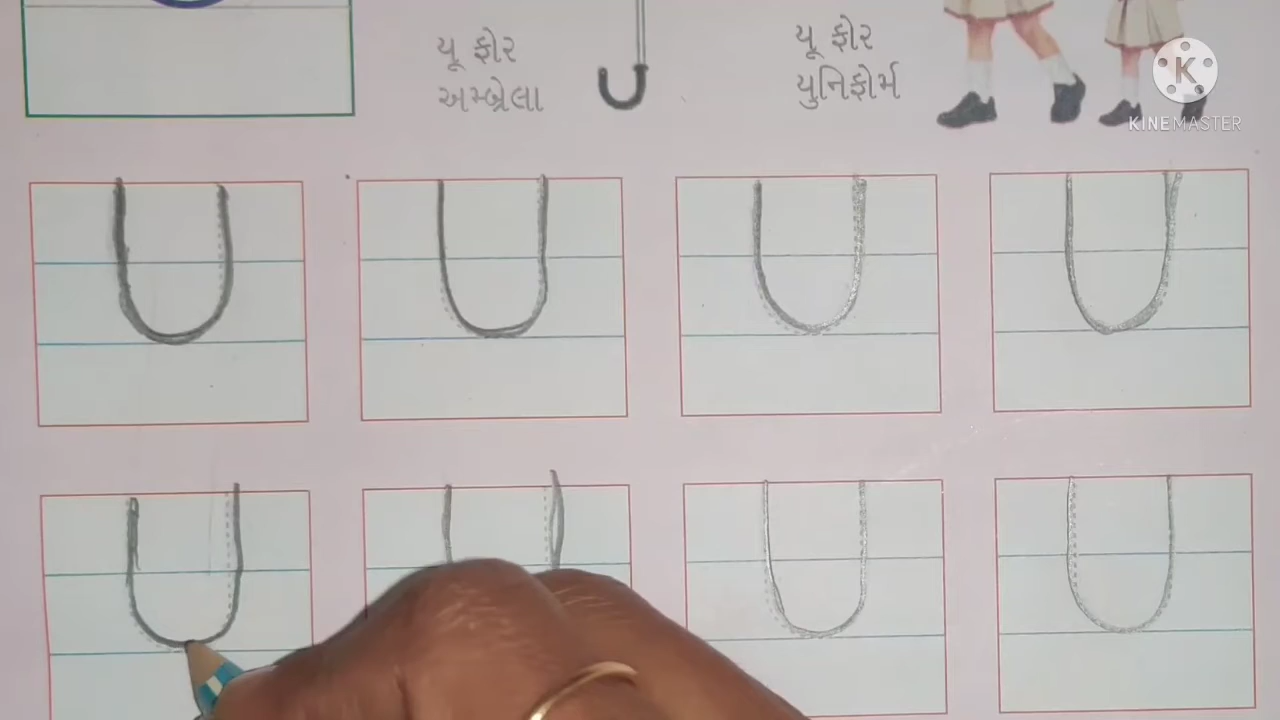 યૂ ફોર
અમ્બ્રેલા
યૂ ફોર
યુનિફોર્મ
K
KINEMASTER
U U U U
U U U U